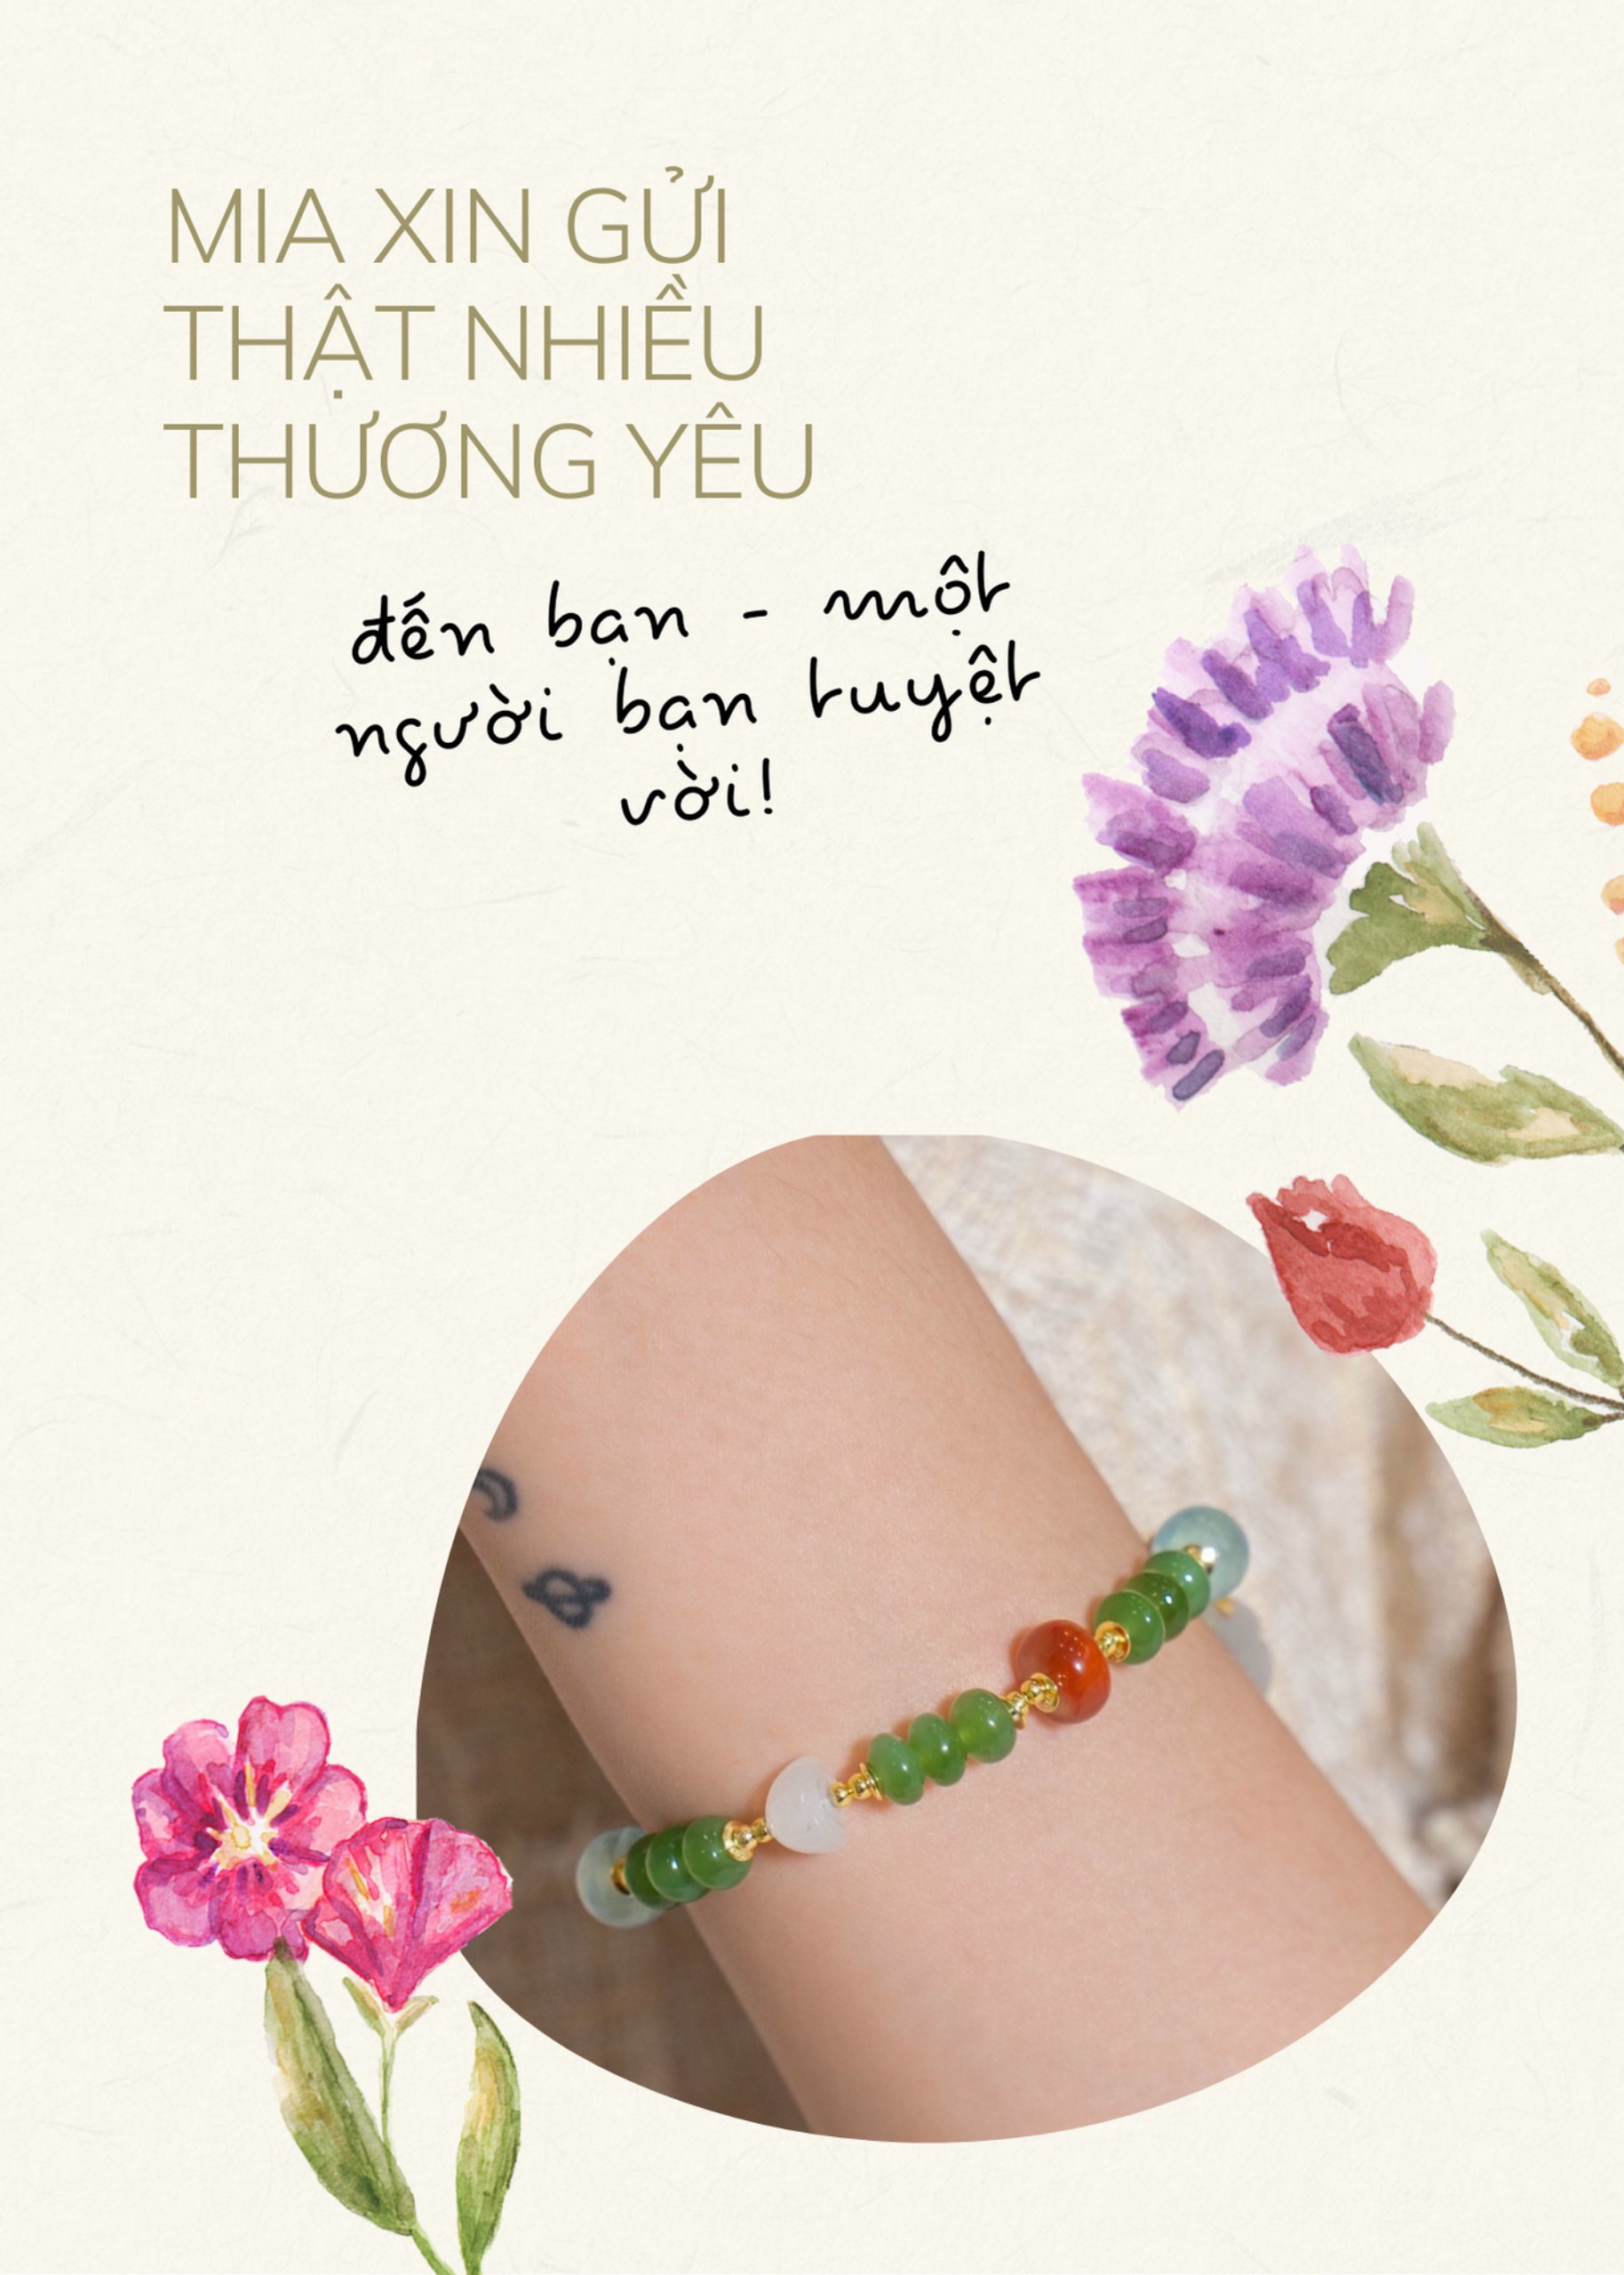 MIA XIN GỬI
THẬT NHIỀU
THƯƠNG YÊU
đến bạn - một
người bạn tuyệt
vời!